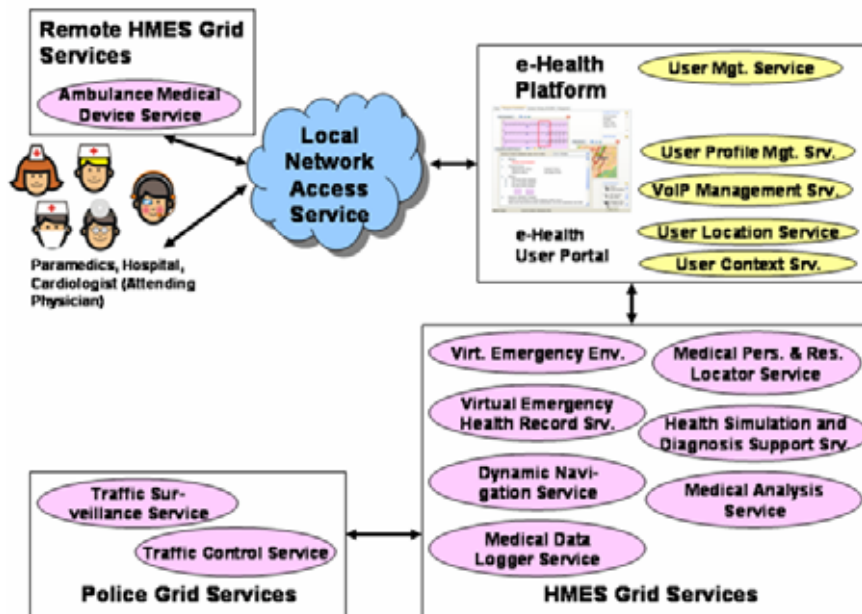 Remote HMES Grid
Services
Ambulance Medical
Device Service
Local
Network
Access
Service
Paramedics, Hospital,
Cardiologist (Attending
Physician)
e-Health
Platform
e-Health
User Portal
User Mgt. Service
User Profile Mgt. Srv.
VoIP Management Srv.
User Location Service
User Context Srv.
Virt. Emergency Env.
Virtual Emergency
Health Record Srv.
Dynamic Navi-
gation Service
Medical Data
Logger Service
Medical Pers. & Res.
Locator Service
Health Simulation and
Diagnosis Support Srv.
Medical Analysis
Service
HMES Grid Services
Traffic Sur-
veillance Service
Traffic Control Service
Police Grid Services